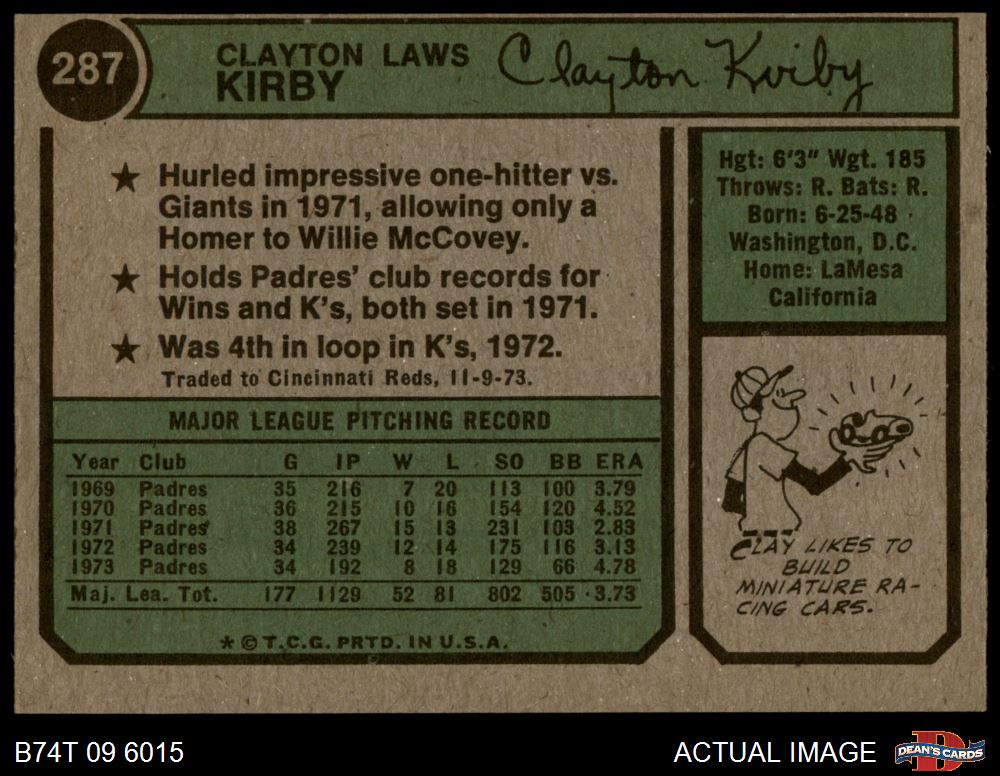 287
CLAYTON LAWS
KIRBY
Clayton Kirby
★ Hurled impressive one-hitter vs.
Giants in 1971, allowing only a
Homer to Willie McCovey.
★ Holds Padres' club records for
Wins and K's, both set in 1971.
★ Was 4th in loop in K's, 1972.
Traded to Cincinnati Reds, 11-9-73.
MAJOR LEAGUE PITCHING RECORD
Year Club G IP W L SO BB ERA
1969 Padres 35 216 7 20 113 100 3.79
1970 Padres 36 215 10 16 154 120 4.52
1971 Padres 38 267 15 13 231 103 2.83
1972 Padres 34 239 12 14 175 116 3.13
1973 Padres 34 192 8 18 129 66 4.78
Maj. Lea. Tot. 177 1129 52 81 802 505 3.73
* © T.C.G. PRTD. IN U.S.A.
Hgt: 6'3" Wgt. 185
Throws: R. Bats: R.
Born: 6-25-48
Washington, D.C.
Home: LaMesa
California
CLAY LIKES TO
BUILD
MINIATURE RA-
CING CARS.
B74T 09 6015
ACTUAL IMAGE
DEAN'S CARDS